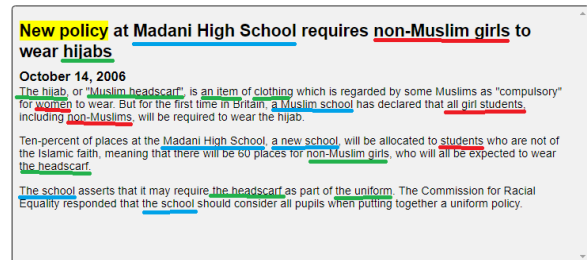 New policy at Madani High School requires non-Muslim girls to
wear hijabs
October 14, 2006
The hijab, or "Muslim headscarf", is an item of clothing which is regarded by some Muslims as "compulsory"
for women to wear. But for the first time in Britain, a Muslim school has declared that all girl students,
including non-Muslims, will be required to wear the hijab.
Ten-percent of places at the Madani High School, a new school, will be allocated to students who are not of
the Islamic faith, meaning that there will be 60 places for non-Muslim girls, who will all be expected to wear
the headscarf.
The school asserts that it may require the headscarf as part of the uniform. The Commission for Racial
Equality responded that the school should consider all pupils when putting together a uniform policy.